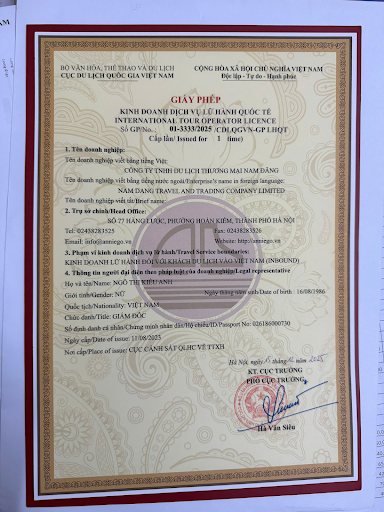 BỘ VĂN HÓA, THỂ THAO VÀ DU LỊCH
CỤC DU LỊCH QUỐC GIA VIỆT NAM
CỘNG HÒA XÃ HỘI CHỦ NGHĨA VIỆT NAM
Độc lập - Tự do - Hạnh phúc
GIẤY PHÉP
KINH DOANH DỊCH VỤ LỮ HÀNH QUỐC TẾ
INTERNATIONAL TOUR OPERATOR LICENCE
Số GP/No.: 01-3333/2025 /CDLQGVN-GP LHQT
Cấp lần/ Issued for 1 time)
1. Tên doanh nghiệp:
Tên doanh nghiệp viết bằng tiếng Việt:
CÔNG TY TNHH DU LỊCH THƯƠNG MẠI NAM ĐĂNG
Tên doanh nghiệp viết bằng tiếng nước ngoài/Enterprise's name in foreign language:
NAM DANG TRAVEL AND TRADING COMPANY LIMITED
Tên doanh nghiệp viết tắt/Brief name:
2. Trụ sở chính/Head Office:
SỐ 77 HÀNG LƯỢC, PHƯỜNG HOÀN KIẾM, THÀNH PHỐ HÀ NỘI
Tel: 02438283525 Fax: 02438283526
Email: info@anniego.vn Website: http://anniego.vn
3. Phạm vi kinh doanh dịch vụ lữ hành/Travel Service boundaries:
KINH DOANH LỮ HÀNH ĐỐI VỚI KHÁCH DU LỊCH VÀO VIỆT NAM (INBOUND)
4. Thông tin người đại diện theo pháp luật của doanh nghiệp/Legal representative
Họ và tên/Name: NGÔ THỊ KIỀU ANH
Giới tính/Gender: NỮ Ngày tháng năm sinh/Date of birth : 16/08/1986
Quốc tịch/Nationality: VIỆT NAM
Chức danh/Title: GIÁM ĐỐC
Số định danh cá nhân/Chứng minh nhân dân/Hộ chiếu/ID/Passport No: 026186000730
Ngày cấp/Date of issue: 11/08/2023
Nơi cấp/Place of issue: CỤC CẢNH SÁT QLHC VỀ TTXH
Hà Nội, ngày 15 tháng 12 năm 2025
KT. CỤC TRƯỞNG
PHÓ CỤC TRƯỞNG
Hà Văn Siêu